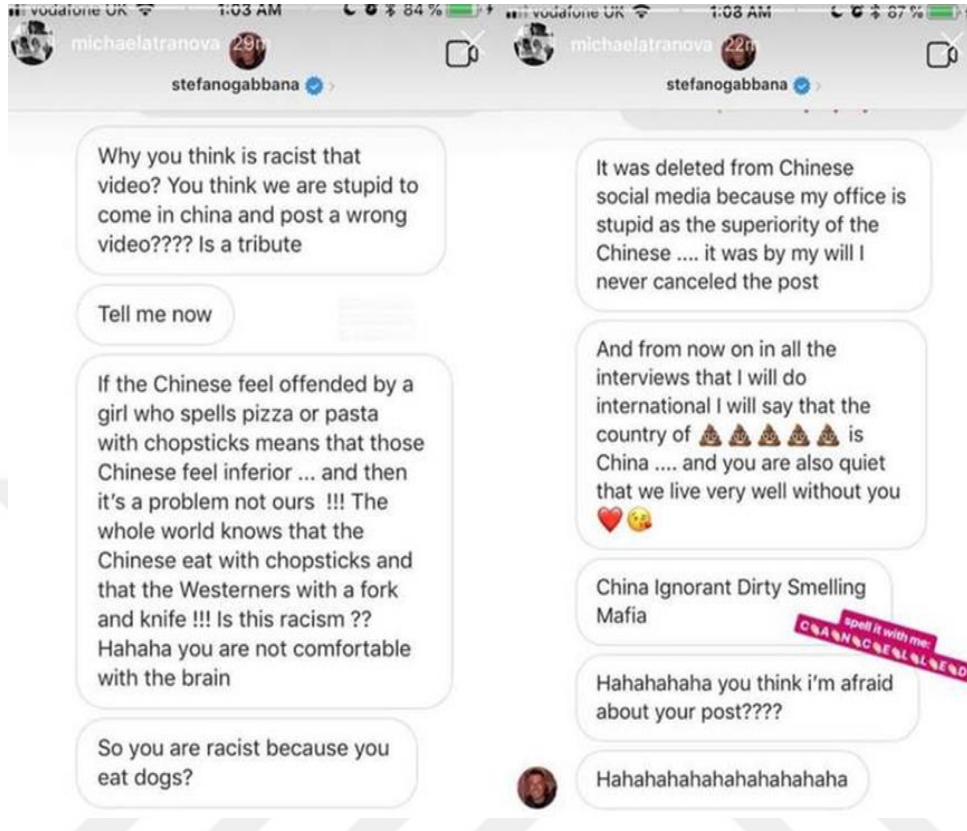 vodafone UK 1:03 AM 84 %
michaelatranova 29m
stefanogabbana
Why you think is racist that
video? You think we are stupid to
come in china and post a wrong
video???? Is a tribute
Tell me now
If the Chinese feel offended by a
girl who spells pizza or pasta
with chopsticks means that those
Chinese feel inferior ... and then
it's a problem not ours !!! The
whole world knows that the
Chinese eat with chopsticks and
that the Westerners with a fork
and knife !!! Is this racism ??
Hahaha you are not comfortable
with the brain
So you are racist because you
eat dogs?
vodafone UK 1:08 AM 87 %
michaelatranova 22m
stefanogabbana
It was deleted from Chinese
social media because my office is
stupid as the superiority of the
Chinese .... it was by my will I
never canceled the post
And from now on in all the
interviews that I will do
international I will say that the
country of 💩 💩 💩 💩 💩 is
China .... and you are also quiet
that we live very well without you
❤️😘
China Ignorant Dirty Smelling
Mafia
spell it with me:
C👏A👏N👏C👏E👏L👏L👏E👏D
Hahahahaha you think i'm afraid
about your post????
Hahahahahahahahahahaha